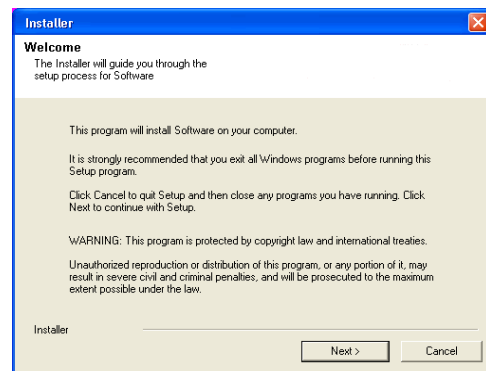 Installer
Welcome
The Installer will guide you through the
setup process for Software
This program will install Software on your computer.
It is strongly recommended that you exit all Windows programs before running this
Setup program.
Click Cancel to quit Setup and then close any programs you have running. Click
Next to continue with Setup.
WARNING: This program is protected by copyright law and international treaties.
Unauthorized reproduction or distribution of this program, or any portion of it, may
result in severe civil and criminal penalties, and will be prosecuted to the maximum
extent possible under the law.
Installer
Next > Cancel